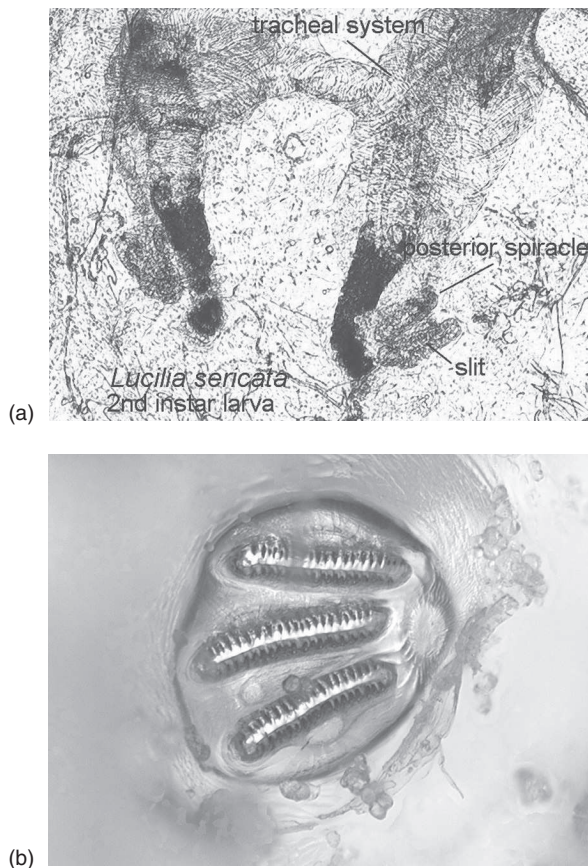 tracheal system
posterior spiracle
slit
Lucilia sericata
2nd instar larva
(a)
(b)